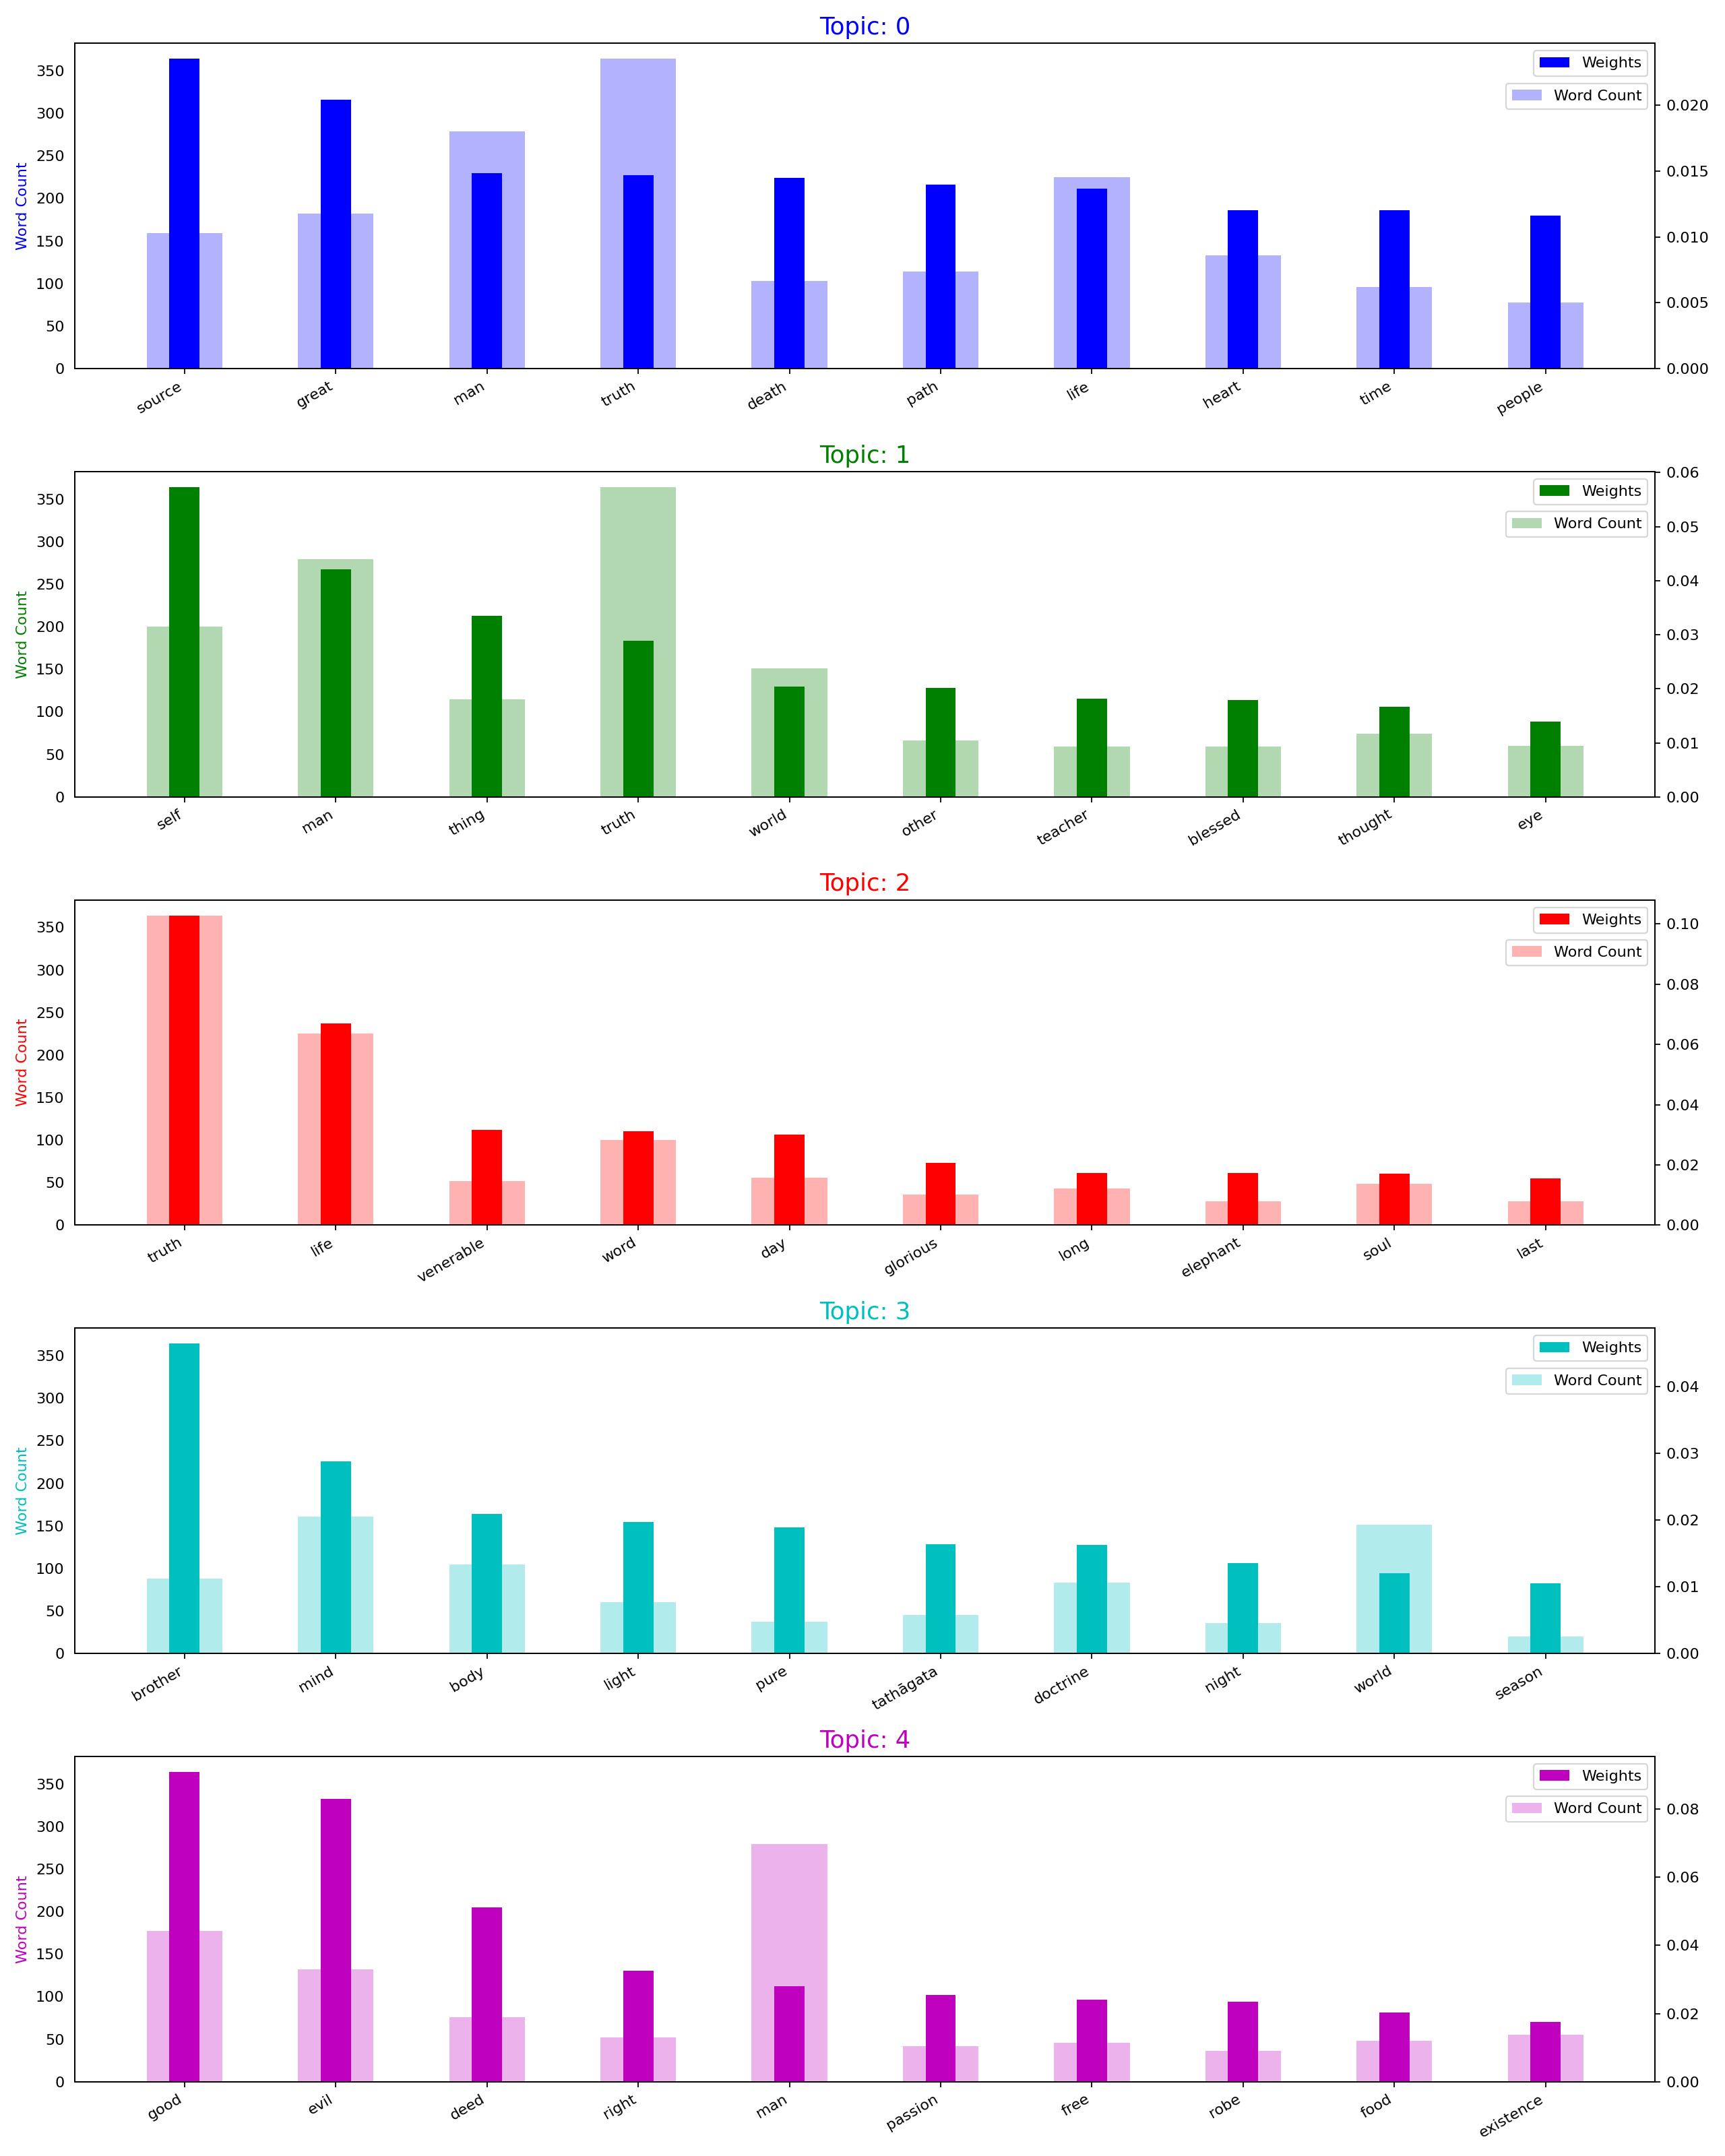 Topic: 0
Weights
Word Count
Word Count
350
300
250
200
150
100
50
0
0.020
0.015
0.010
0.005
0.000
source great man truth death path life heart time people
Topic: 1
Weights
Word Count
Word Count
350
300
250
200
150
100
50
0
0.06
0.05
0.04
0.03
0.02
0.01
0.00
self man thing truth world other teacher blessed thought eye
Topic: 2
Weights
Word Count
Word Count
350
300
250
200
150
100
50
0
0.10
0.08
0.06
0.04
0.02
0.00
truth life venerable word day glorious long elephant soul last
Topic: 3
Weights
Word Count
Word Count
350
300
250
200
150
100
50
0
0.04
0.03
0.02
0.01
0.00
brother mind body light pure tathāgata doctrine night world season
Topic: 4
Weights
Word Count
Word Count
350
300
250
200
150
100
50
0
0.08
0.06
0.04
0.02
0.00
good evil deed right man passion free robe food existence